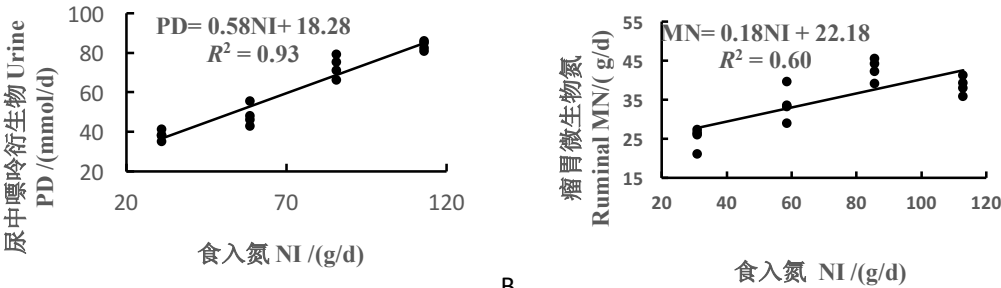 尿中嘌呤衍生物 Urine
PD /(mmol/d)
100
80
60
40
20
PD= 0.58NI+ 18.28
R² = 0.93
20
70
120
食入氮 NI /(g/d)
瘤胃微生物氮
Ruminal MN/( g/d)
55
45
35
25
15
MN= 0.18NI + 22.18
R² = 0.60
20
40
60
80
100
120
食入氮 NI /(g/d)